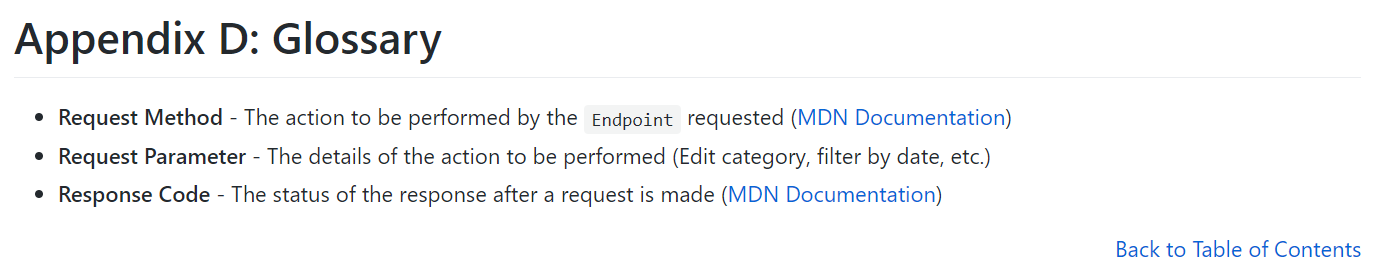 Appendix D: Glossary
• Request Method - The action to be performed by the Endpoint requested (MDN Documentation)
• Request Parameter - The details of the action to be performed (Edit category, filter by date, etc.)
• Response Code - The status of the response after a request is made (MDN Documentation)
Back to Table of Contents